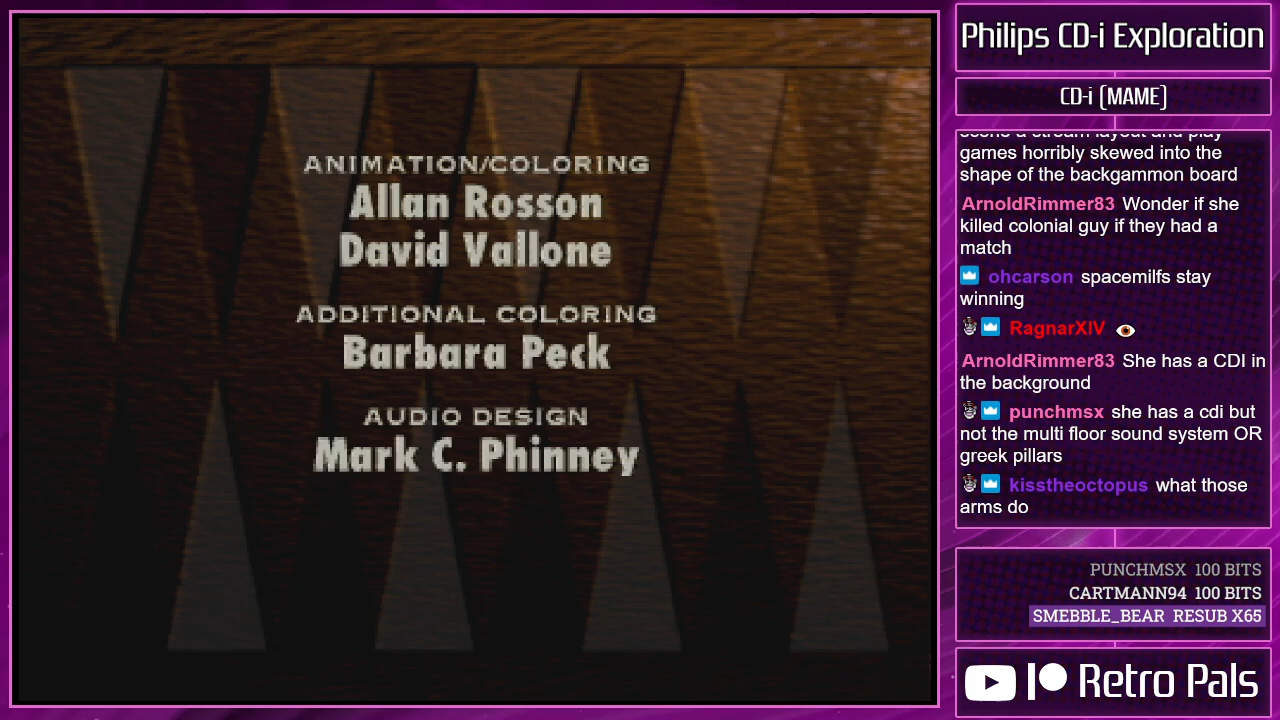 ANIMATION/COLORING
Allan Rosson
David Vallone
ADDITIONAL COLORING
Barbara Peck
AUDIO DESIGN
Mark C. Phinney
Philips CD-i Exploration
CD-i [MAME]
a stream layout and play
games horribly skewed into the
shape of the backgammon board
ArnoldRimmer83 Wonder if she
killed colonial guy if they had a
match
ohcarson spacemilfs stay
winning
RagnarXIV
ArnoldRimmer83 She has a CDI in
the background
punchmsx she has a cdi but
not the multi floor sound system OR
greek pillars
kisstheoctopus what those
arms do
PUNCHMSX 100 BITS
CARTMANN94 100 BITS
SMEBBLE_BEAR RESUB X65
Retro Pals